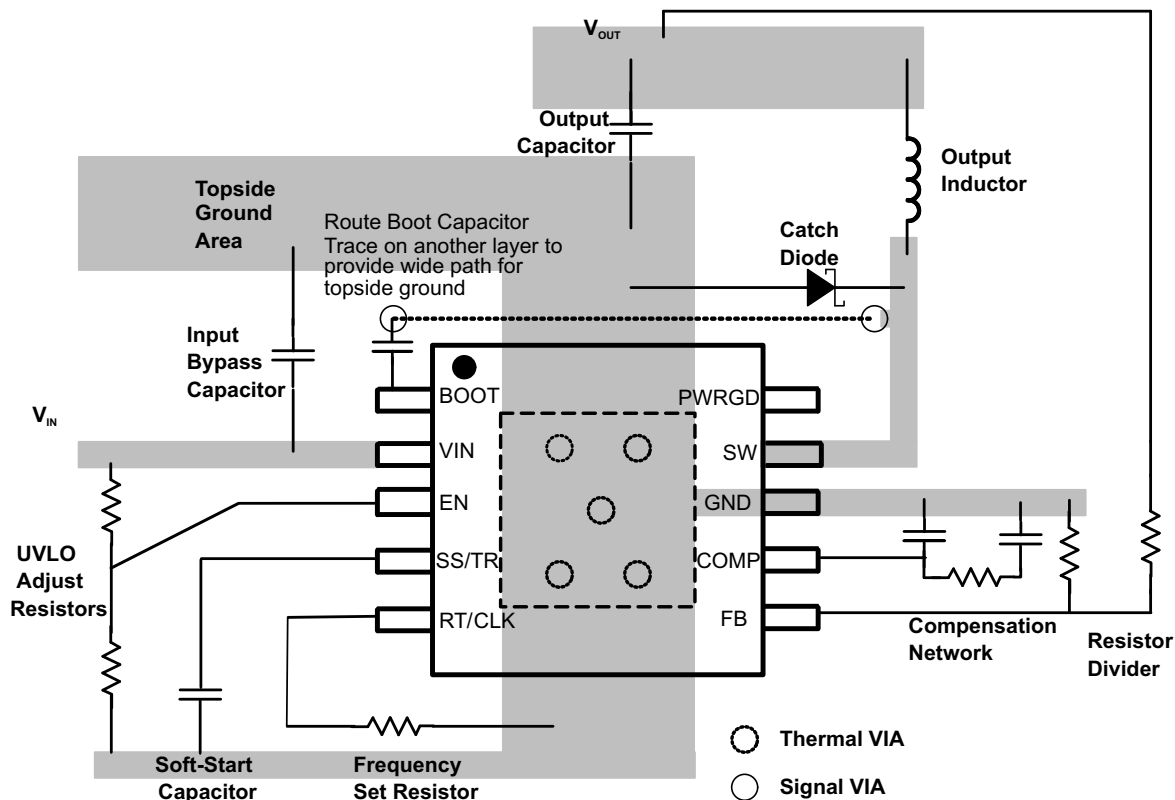 VOUT
Output
Capacitor
Output
Inductor
Topside
Ground
Area
Route Boot Capacitor
Trace on another layer to
provide wide path for
topside ground
Catch
Diode
Input
Bypass
Capacitor
VIN
BOOT
VIN
EN
SS/TR
RT/CLK
PWRGD
SW
GND
COMP
FB
UVLO
Adjust
Resistors
Compensation
Network
Resistor
Divider
Soft-Start
Capacitor
Frequency
Set Resistor
Thermal VIA
Signal VIA